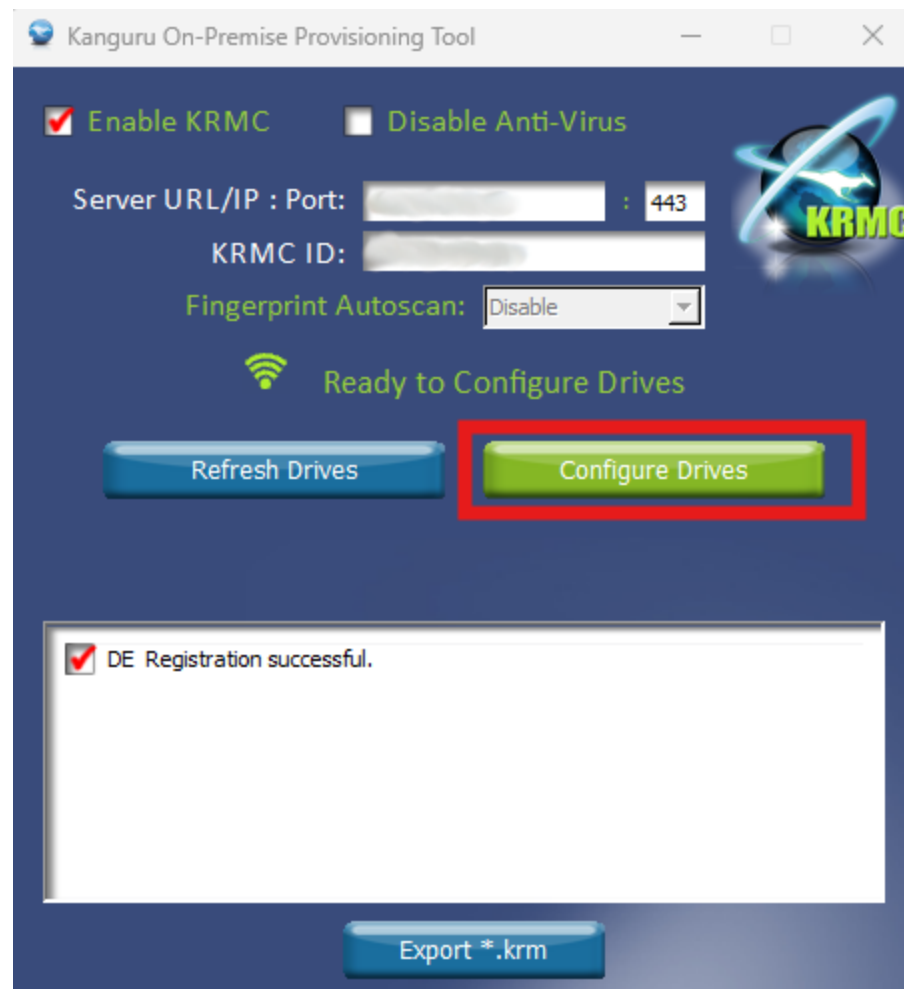 Kanguru On-Premise Provisioning Tool
Enable KRMC Disable Anti-Virus
Server URL/IP : Port: : 443
KRMC
KRMC ID:
Fingerprint Autoscan: Disable
Ready to Configure Drives
Refresh Drives Configure Drives
DE Registration successful.
Export *.krm